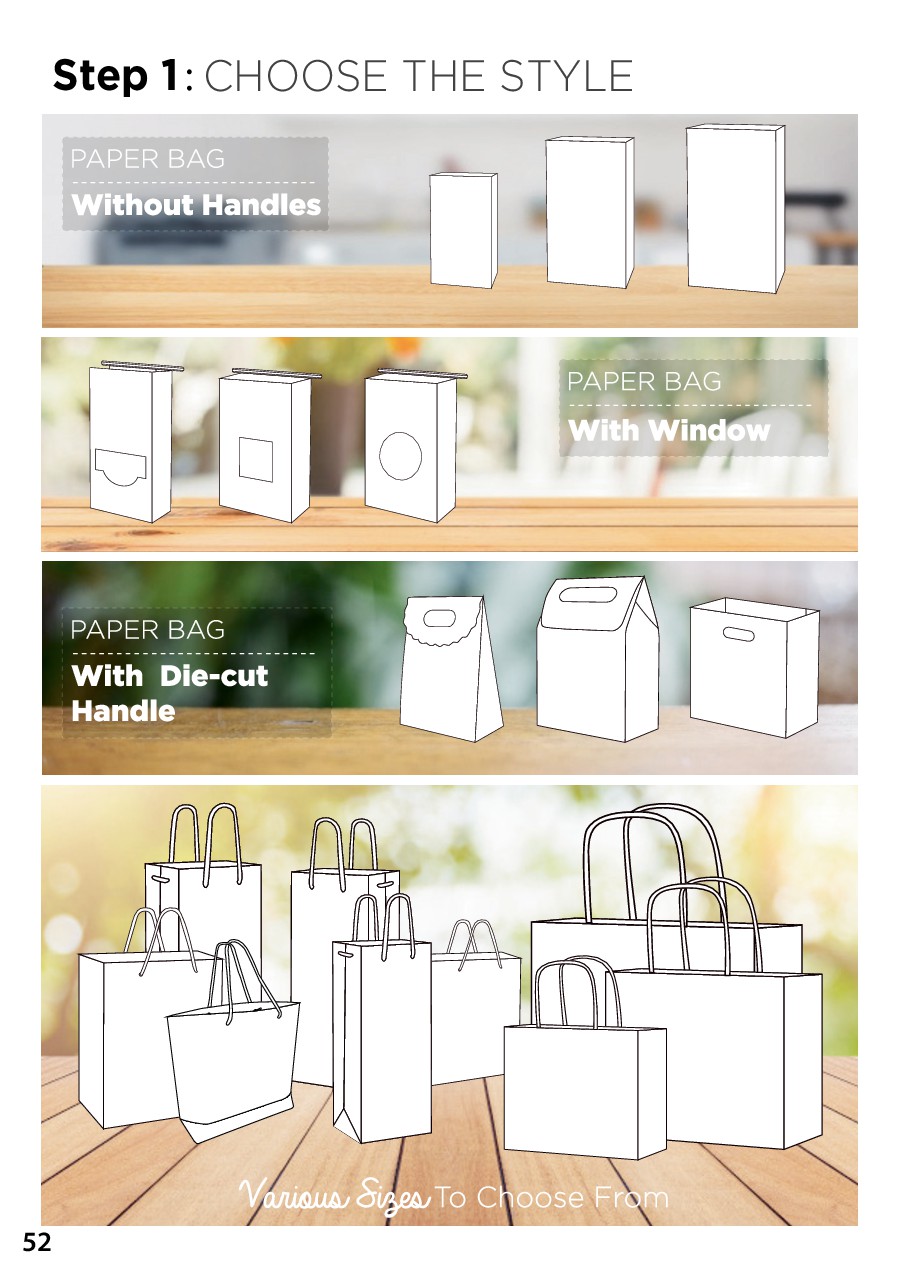 Step 1: CHOOSE THE STYLE
PAPER BAG
Without Handles
PAPER BAG
With Window
PAPER BAG
With Die-cut
Handle
Various Sizes To Choose From
52